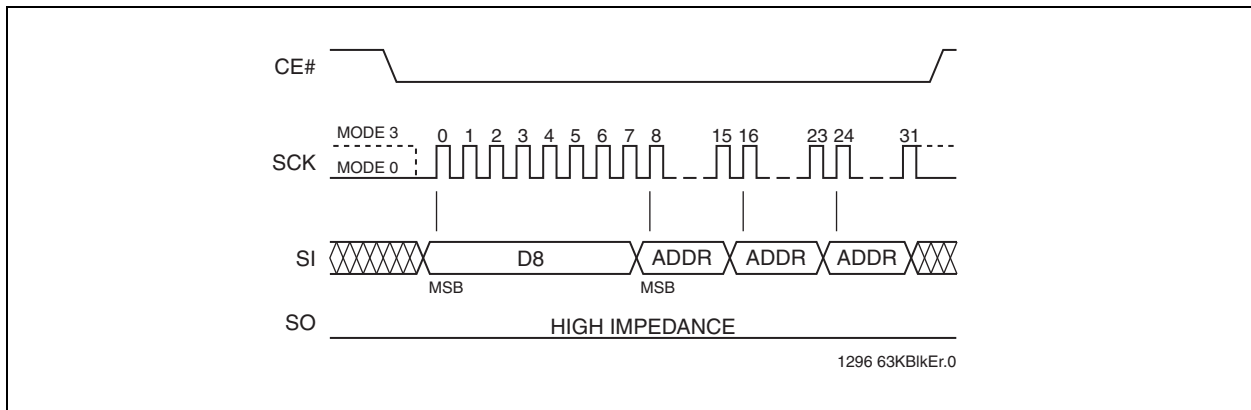 CE#
MODE 3
0 1 2 3 4 5 6 7 8 15 16 23 24 31
SCK
MODE 0
SI
D8 ADDR ADDR ADDR
MSB MSB
SO
HIGH IMPEDANCE
1296 63KBlkEr.0